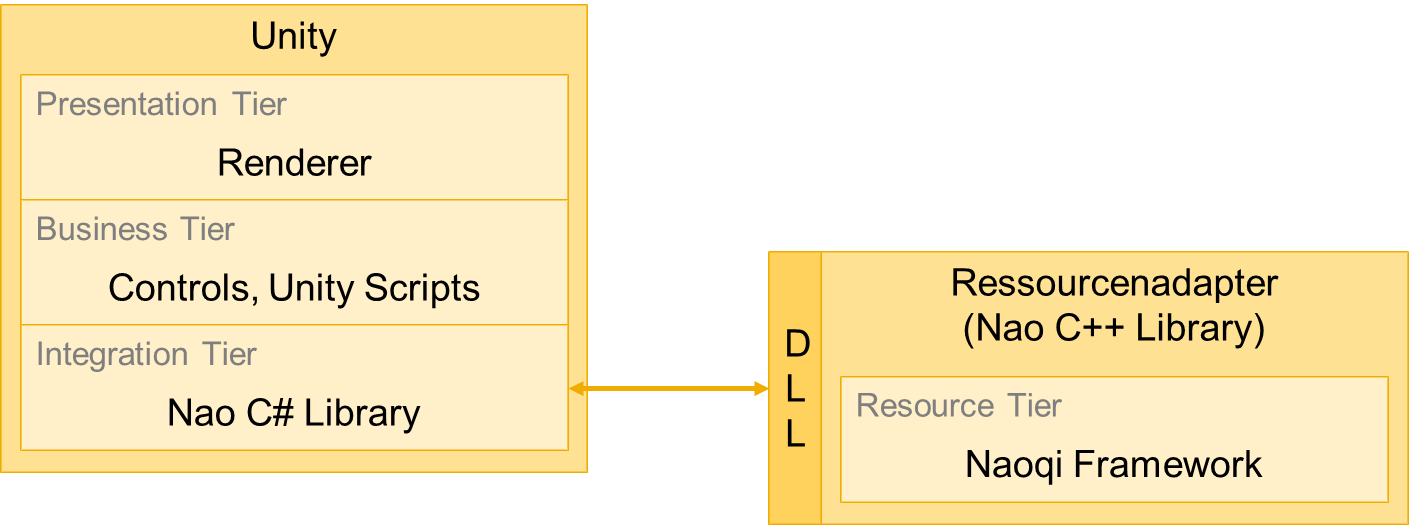 Unity
Presentation Tier
Renderer
Business Tier
Controls, Unity Scripts
Integration Tier
Nao C# Library
DLL
Ressourcenadapter
(Nao C++ Library)
Resource Tier
Naoqi Framework